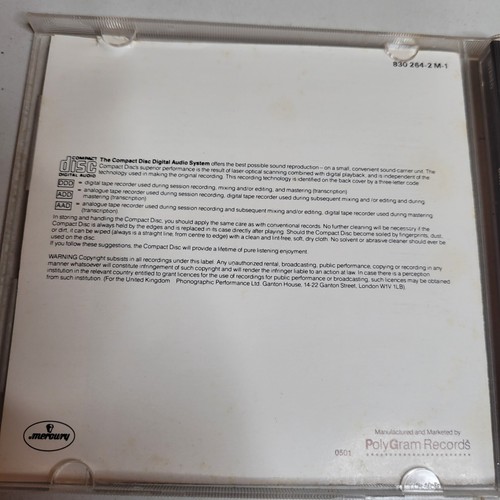 830 264-2 M-1
COMPACT disc DIGITAL AUDIO
The Compact Disc Digital Audio System offers the best possible sound reproduction – on a small, convenient sound-carrier unit. The
Compact Disc's superior performance is the result of laser-optical scanning combined with digital playback, and is independent of the
technology used in making the original recording. This recording technology is identified on the back cover by a three-letter code:
DDD = digital tape recorder used during session recording, mixing and/or editing, and mastering (transcription)
ADD = analogue tape recorder used during session recording, digital tape recorder used during subsequent mixing and/or editing and during
mastering (transcription)
AAD = analogue tape recorder used during session recording and subsequent mixing and/or editing, digital tape recorder used during mastering
(transcription)
In storing and handling the Compact Disc, you should apply the same care as with conventional records. No further cleaning will be necessary if the
Compact Disc is always held by the edges and is replaced in its case directly after playing. Should the Compact Disc become soiled by fingerprints, dust,
or dirt, it can be wiped (always in a straight line, from centre to edge) with a clean and lint-free, soft, dry cloth. No solvent or abrasive cleaner should ever be
used on the disc.
If you follow these suggestions, the Compact Disc will provide a lifetime of pure listening enjoyment.
WARNING Copyright subsists in all recordings under this label. Any unauthorized rental, broadcasting, public performance, copying or recording in any
manner whatsoever will constitute infringement of such copyright and will render the infringer liable to an action at law. In case there is a perception
institution in the relevant country entitled to grant licences for the use of recordings for public performance or broadcasting, such licences may be obtained
from such institution. (For the United Kingdom: Phonographic Performance Ltd. Ganton House, 14-22 Ganton Street, London W1V 1LB).
mercury
Manufactured and Marketed by
PolyGram Records
0601